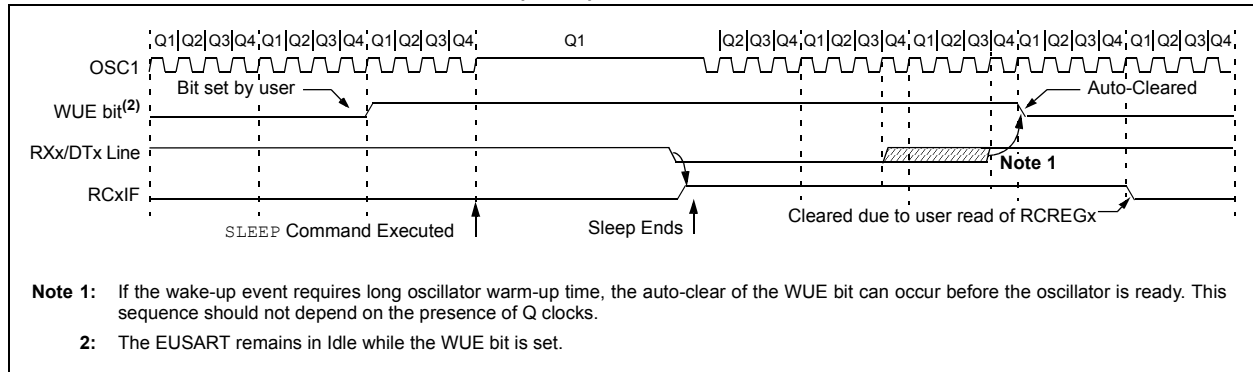 Q1 Q2 Q3 Q4 Q1 Q2 Q3 Q4 Q1 Q2 Q3 Q4 Q1 Q2 Q3 Q4 Q1 Q2 Q3 Q4 Q1 Q2 Q3 Q4 Q1 Q2 Q3 Q4 Q1 Q2 Q3 Q4
OSC1
Bit set by user
Auto-Cleared
WUE bit(2)
RXx/DTx Line
Note 1
RCxIF
Cleared due to user read of RCREGx
SLEEP Command Executed
Sleep Ends
Note 1: If the wake-up event requires long oscillator warm-up time, the auto-clear of the WUE bit can occur before the oscillator is ready. This
sequence should not depend on the presence of Q clocks.
2: The EUSART remains in Idle while the WUE bit is set.